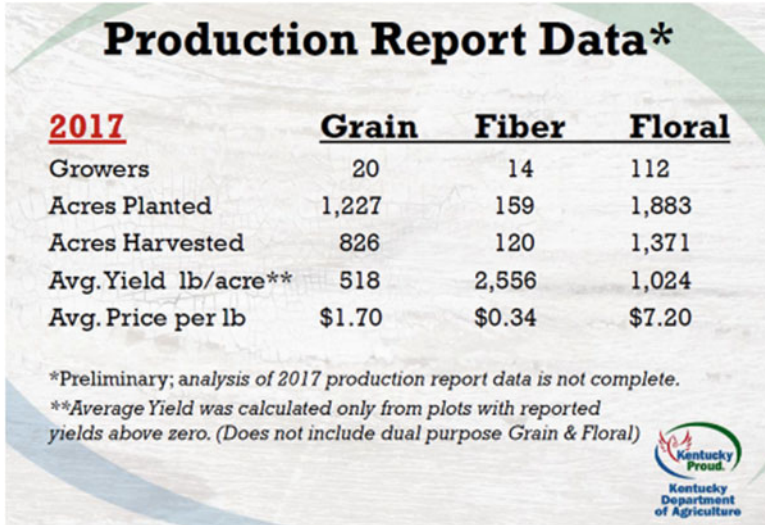 Production Report Data*
2017 Grain Fiber Floral
Growers 20 14 112
Acres Planted 1,227 159 1,883
Acres Harvested 826 120 1,371
Avg. Yield lb/acre** 518 2,556 1,024
Avg. Price per lb $1.70 $0.34 $7.20
*Preliminary; analysis of 2017 production report data is not complete.
**Average Yield was calculated only from plots with reported
yields above zero. (Does not include dual purpose Grain & Floral)
Kentucky
Proud.
Kentucky
Department
of Agriculture